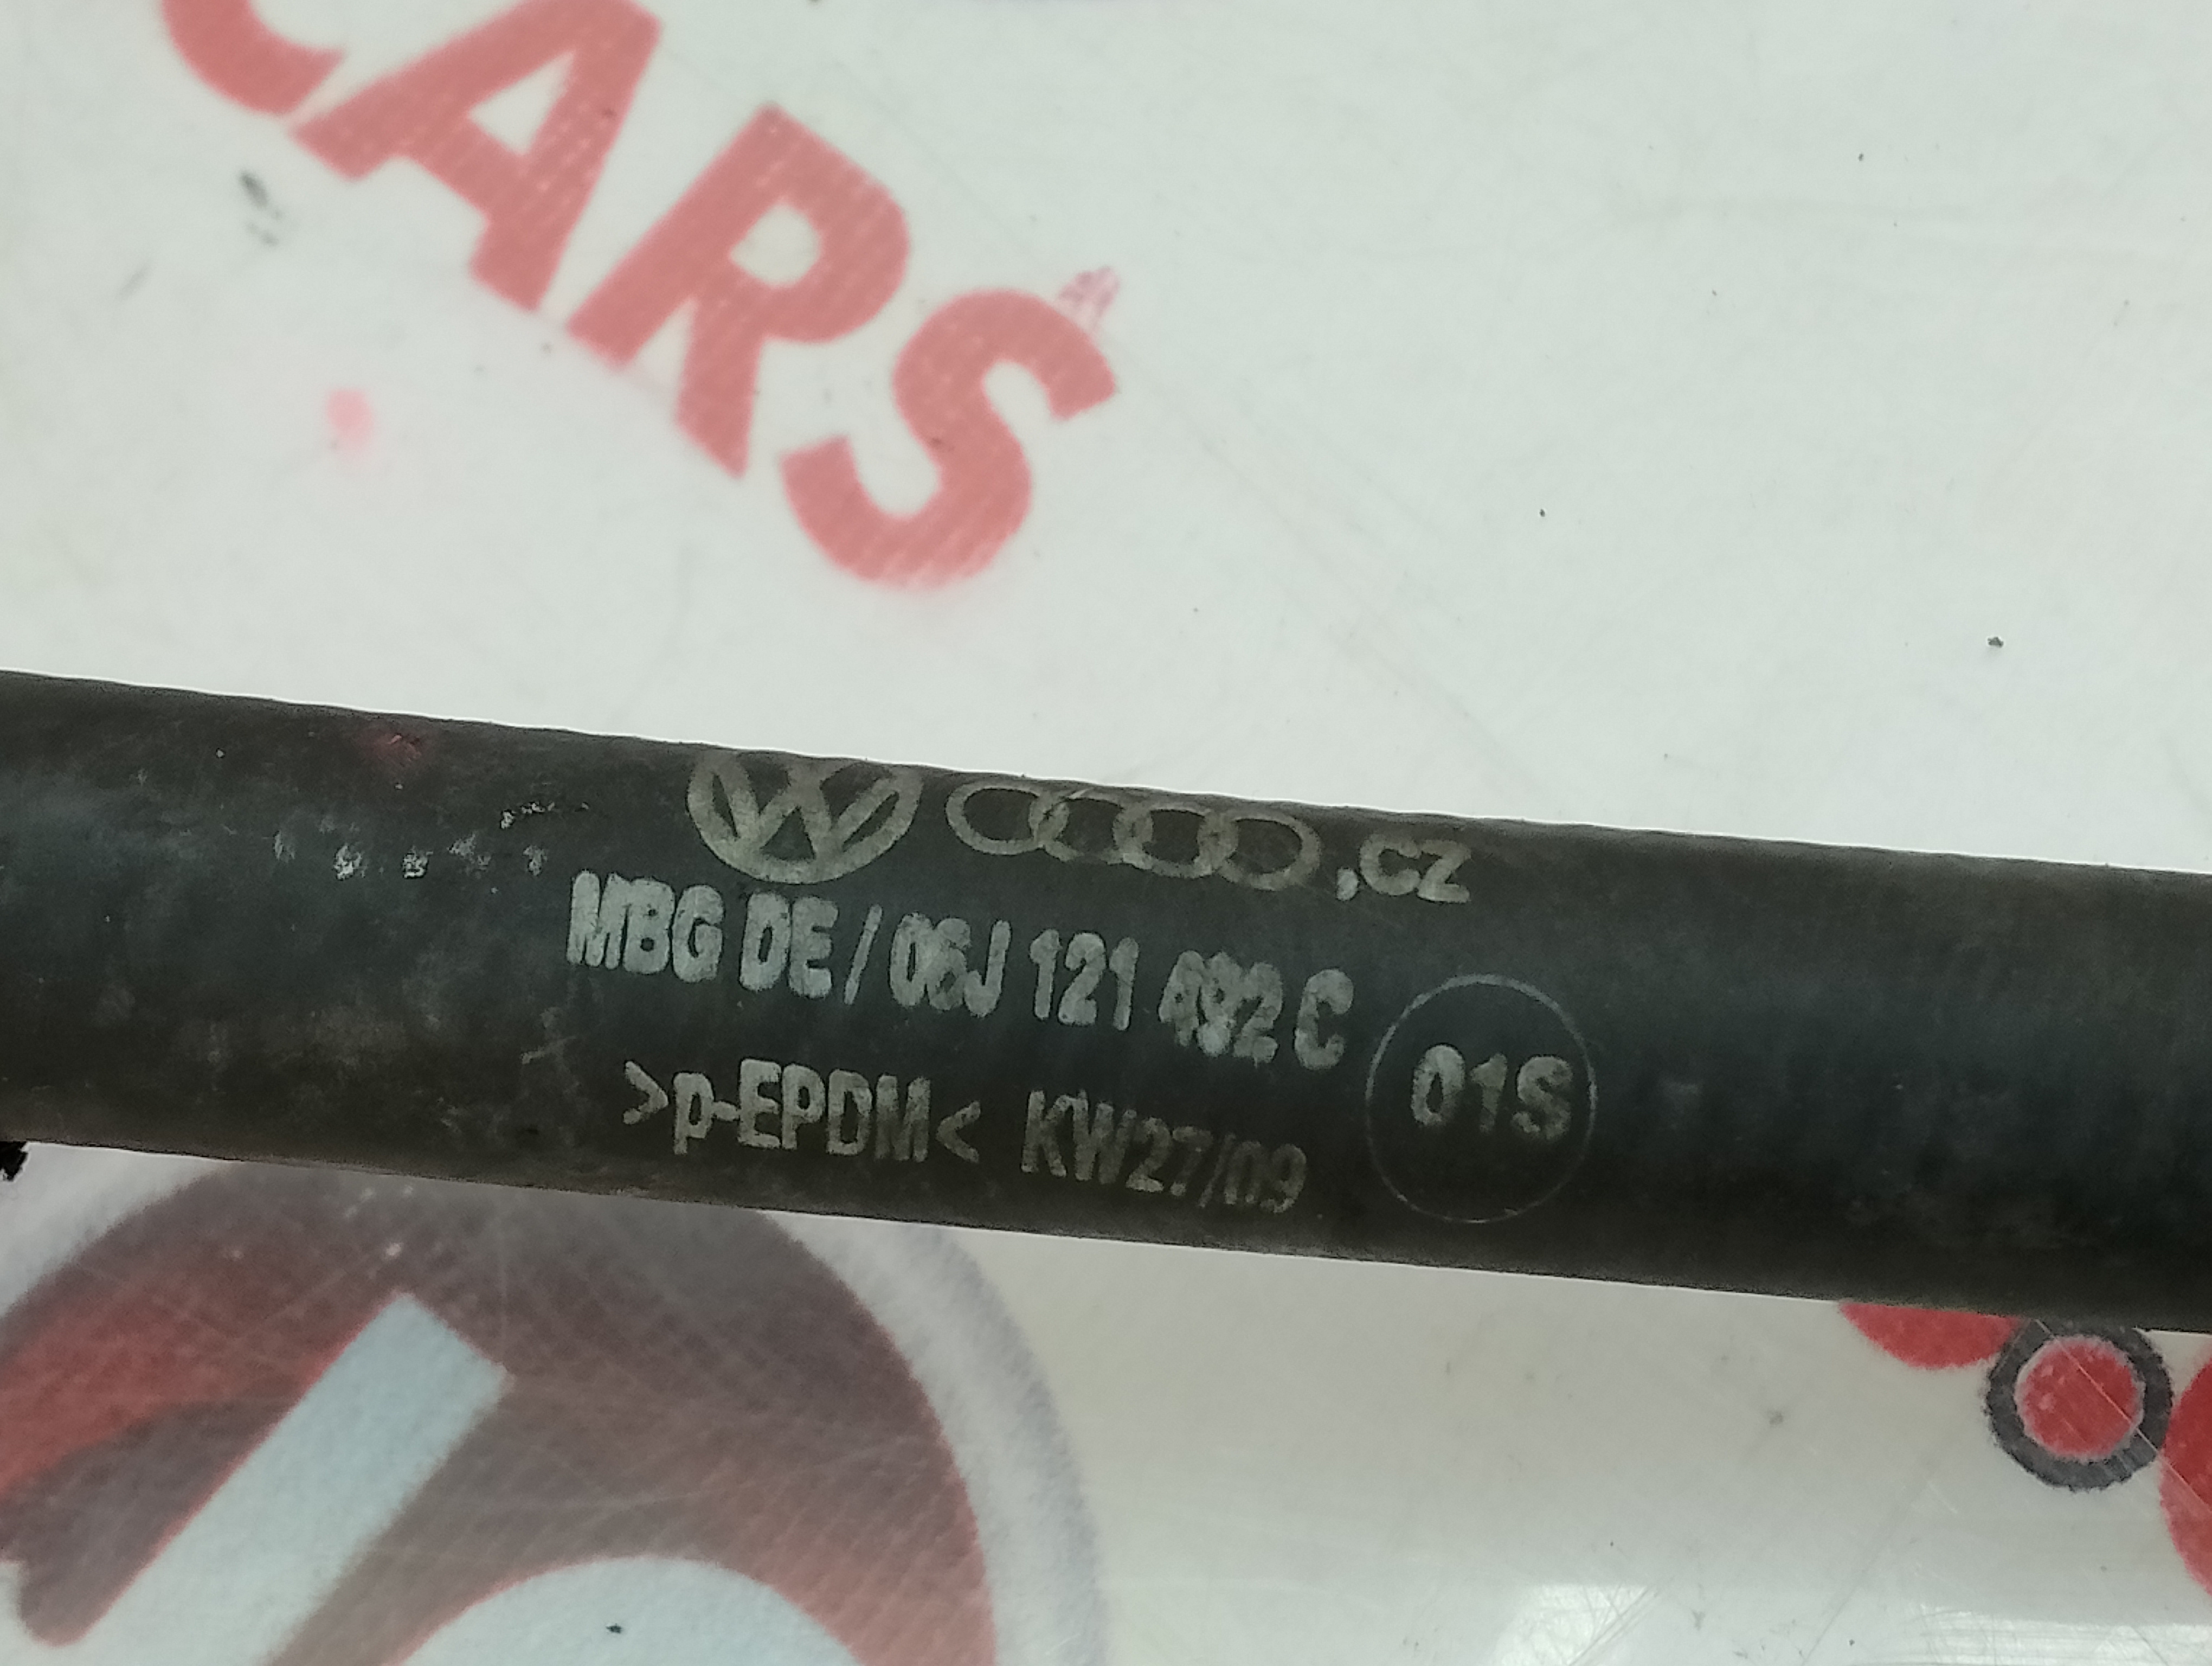 CARS
,CZ
MBG DE / 06J 121 492 C
>p-EPDM< KW27/09
01S